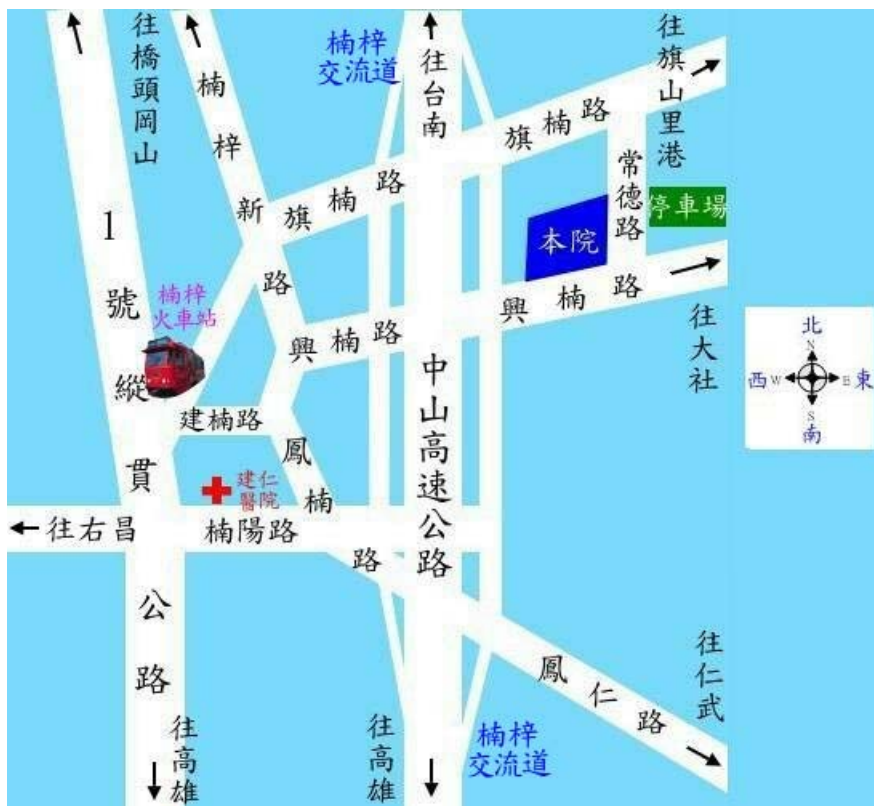 往橋頭岡山
楠梓新路
楠梓
交流道
往台南
旗楠路
往旗山里港
常德路
停車場
本院
旗楠路
1號縱貫公路
楠梓
火車站
興楠路
興楠路
往大社
中山高速公路
北
N
西 W E 東
S
南
建楠路
鳳楠路
建仁
醫院
往右昌
楠陽路
鳳仁路
往仁武
往高雄
往高雄
楠梓
交流道